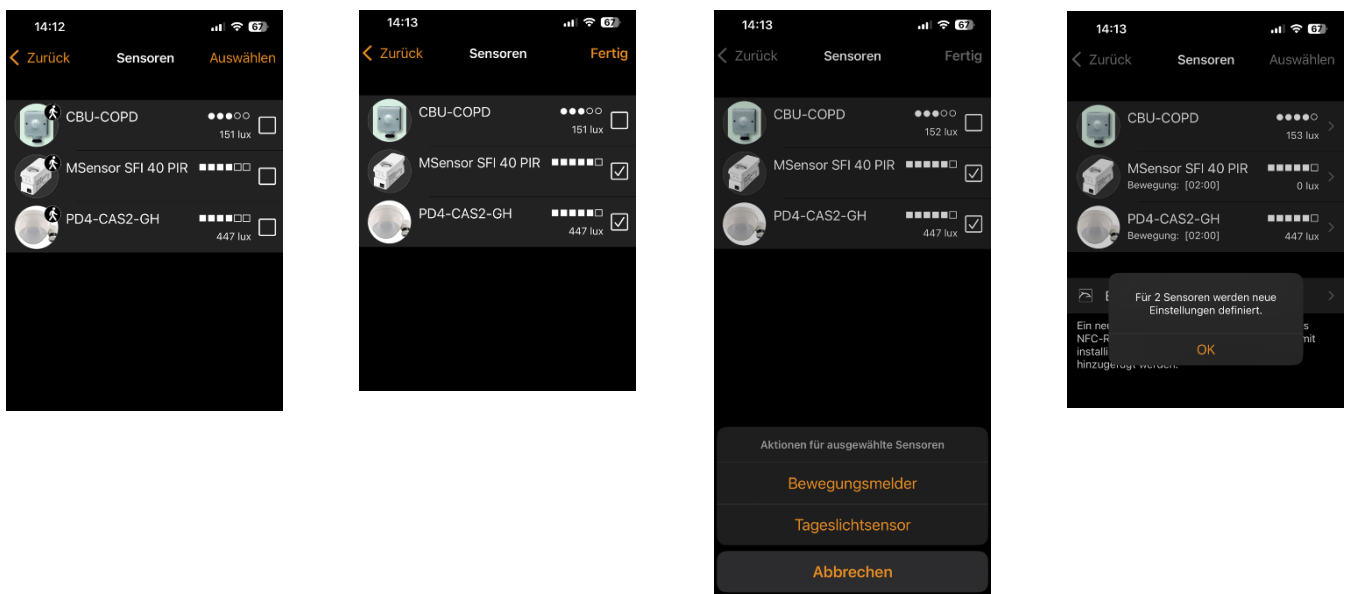 14:12
67
Zurück
Sensoren
Auswählen
CBU-COPD
151 lux
MSensor SFI 40 PIR
PD4-CAS2-GH
447 lux
14:13
67
Zurück
Sensoren
Fertig
CBU-COPD
151 lux
MSensor SFI 40 PIR
PD4-CAS2-GH
447 lux
14:13
67
Zurück
Sensoren
Fertig
CBU-COPD
152 lux
MSensor SFI 40 PIR
PD4-CAS2-GH
447 lux
Aktionen für ausgewählte Sensoren
Bewegungsmelder
Tageslichtsensor
Abbrechen
14:13
67
Zurück
Sensoren
Auswählen
CBU-COPD
153 lux
MSensor SFI 40 PIR
Bewegung: [02:00]
0 lux
PD4-CAS2-GH
Bewegung: [02:00]
447 lux
Für 2 Sensoren werden neue
Einstellungen definiert.
OK
Ein neu
NFC-R
mit
installi
hinzugefügt werden.